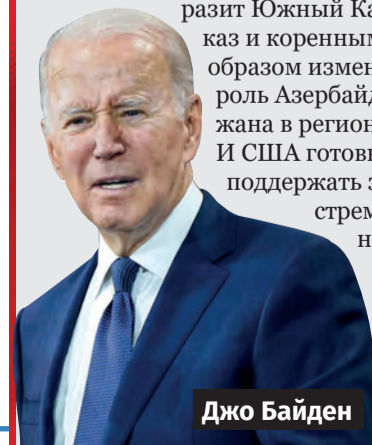 разит Южный Ка
каз и коренным
образом измен
роль Азербайд
жана в регион
И США готовы
поддержать э
стрем
н
Джо Байден